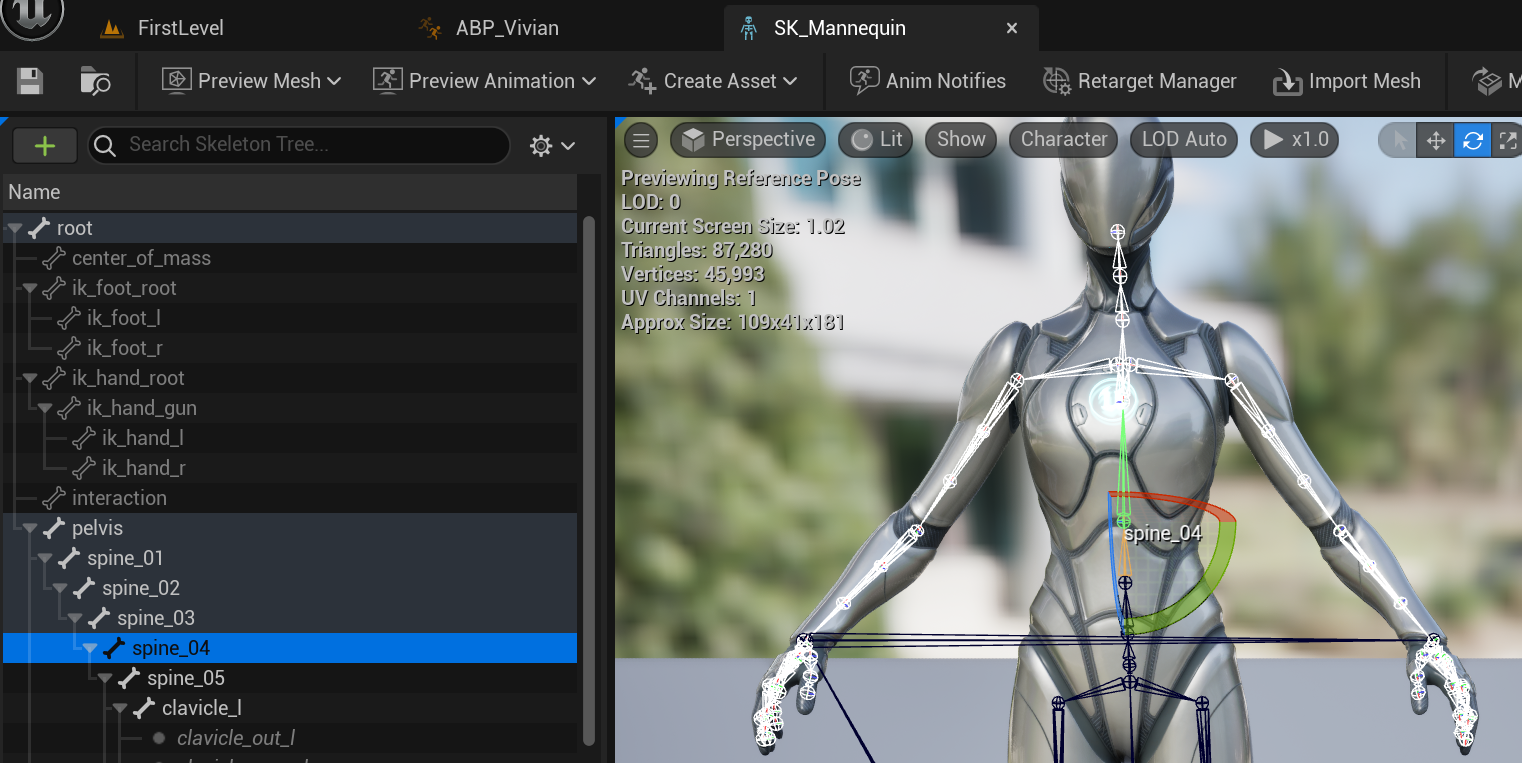 FirstLevel
ABP_Vivian
SK_Mannequin
Preview Mesh
Preview Animation
Create Asset
Anim Notifies
Retarget Manager
Import Mesh
M
Search Skeleton Tree...
Name
root
center_of_mass
ik_foot_root
ik_foot_l
ik_foot_r
ik_hand_root
ik_hand_gun
ik_hand_l
ik_hand_r
interaction
pelvis
spine_01
spine_02
spine_03
spine_04
spine_05
clavicle_l
clavicle_out_l
Perspective
Lit
Show
Character
LOD Auto
x1.0
Previewing Reference Pose
LOD: 0
Current Screen Size: 1.02
Triangles: 87,280
Vertices: 45,993
UV Channels: 1
Approx Size: 109x41x181
spine_04